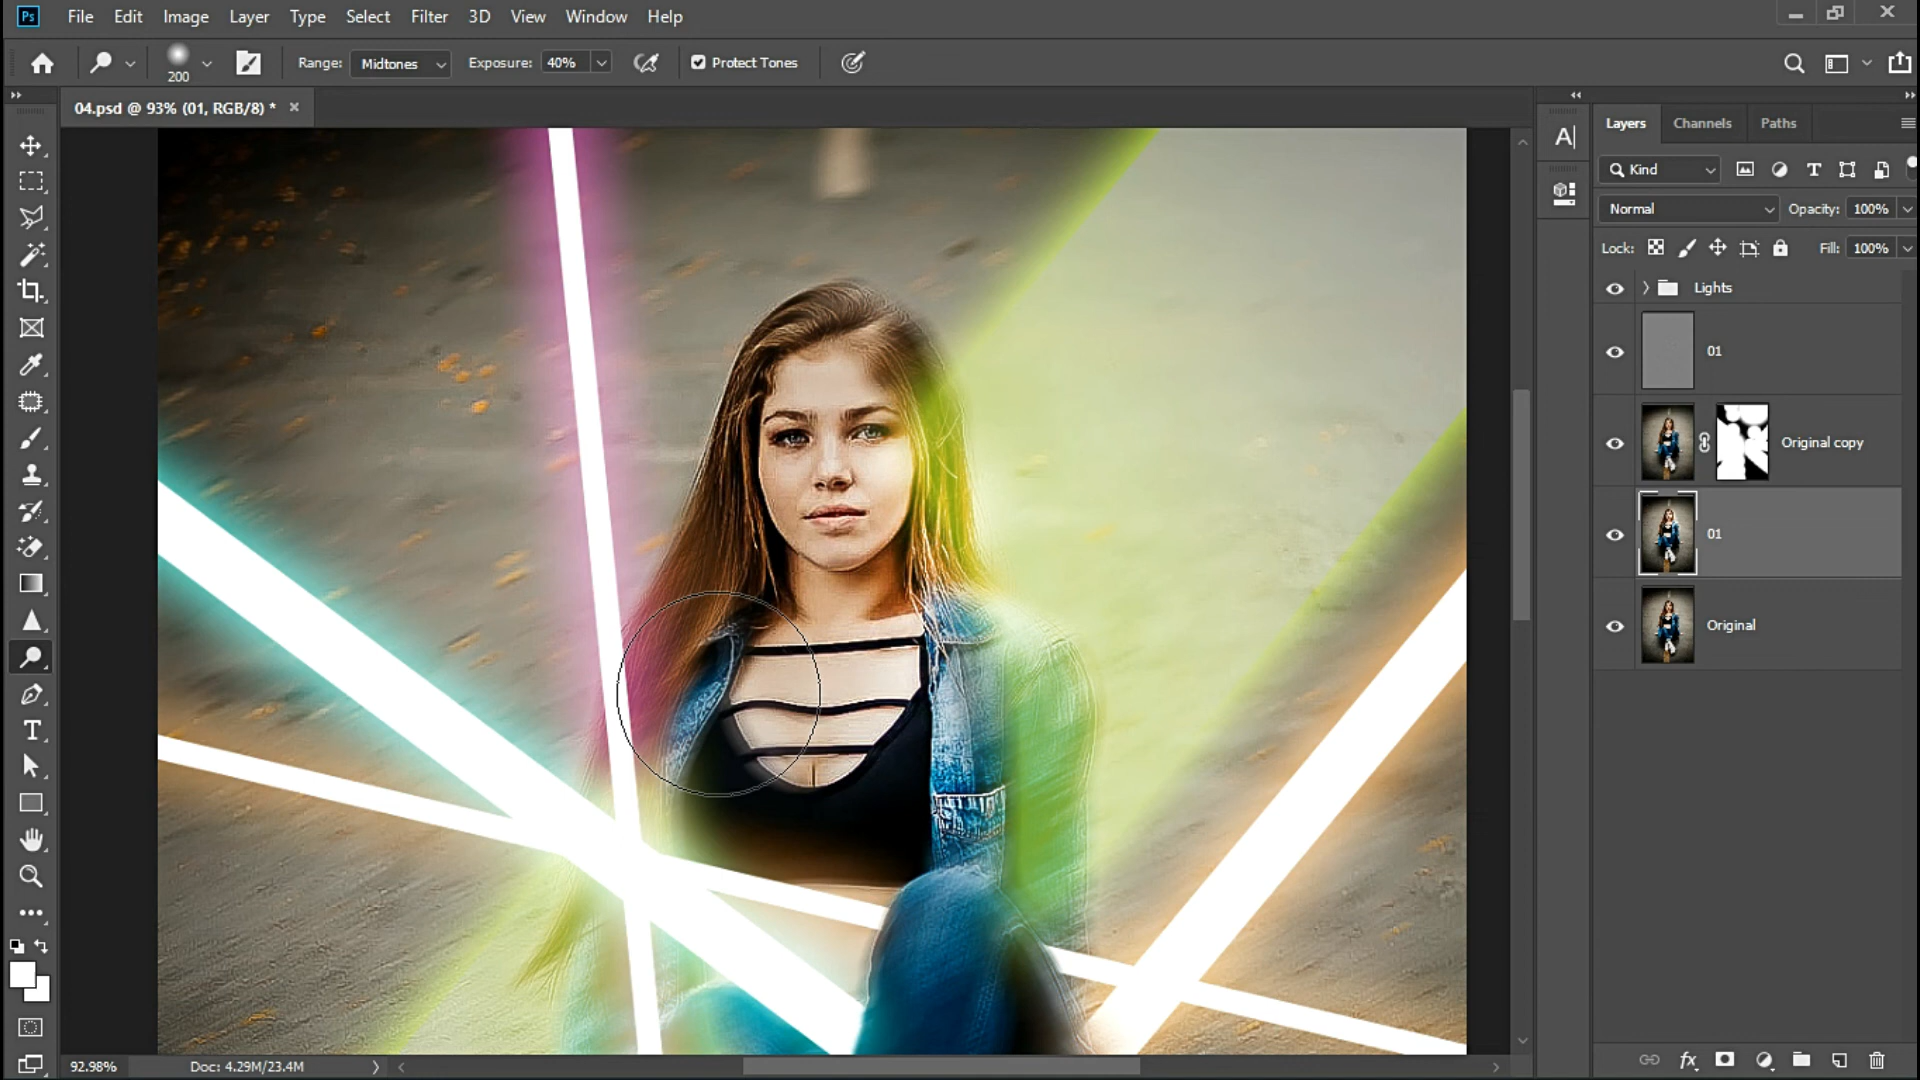 Ps File Edit Image Layer Type Select Filter 3D View Window Help
200 Range: Midtones Exposure: 40% Protect Tones
04.psd @ 93% (01, RGB/8) * ×
A|
Layers Channels Paths
Kind
Normal Opacity: 100%
Lock: Fill: 100%
Lights
01
Original copy
01
Original
T
92.98% Doc: 4.29M/23.4M
fx